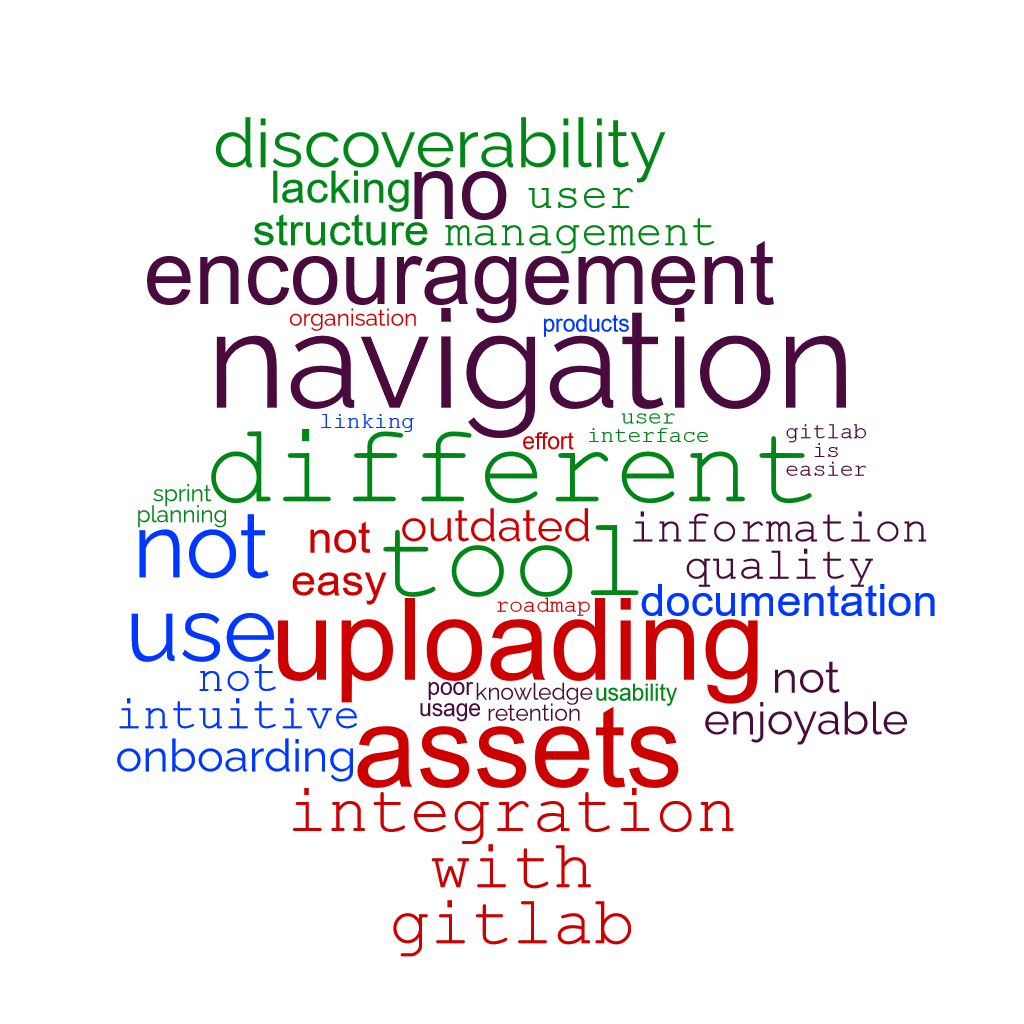 discoverability
lacking
structure
no
encouragement
user
management
organisation
products
navigation
linking
user
interface
effort
gitlab
is
easier
different
tool
sprint
planning
not
use
not
easy
outdated
information
quality
roadmap
documentation
uploading
assets
not
intuitive
poor
usage
knowledge
retention
usability
not
enjoyable
onboarding
integration
with
gitlab